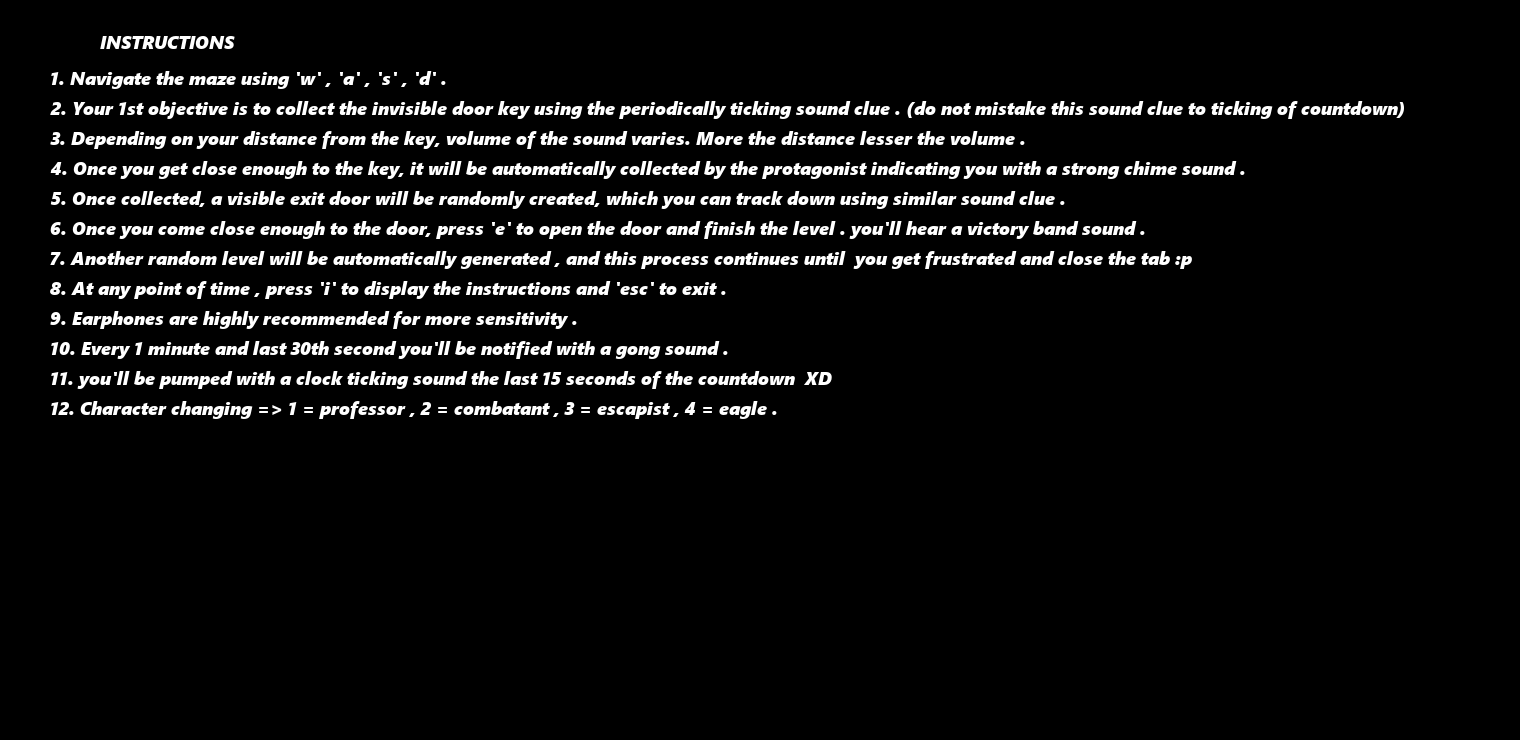 INSTRUCTIONS
1. Navigate the maze using 'w' , 'a' , 's' , 'd' .
2. Your 1st objective is to collect the invisible door key using the periodically ticking sound clue . (do not mistake this sound clue to ticking of countdown)
3. Depending on your distance from the key, volume of the sound varies. More the distance lesser the volume .
4. Once you get close enough to the key, it will be automatically collected by the protagonist indicating you with a strong chime sound .
5. Once collected, a visible exit door will be randomly created, which you can track down using similar sound clue .
6. Once you come close enough to the door, press 'e' to open the door and finish the level . you'll hear a victory band sound .
7. Another random level will be automatically generated , and this process continues until  you get frustrated and close the tab :p
8. At any point of time , press 'i' to display the instructions and 'esc' to exit .
9. Earphones are highly recommended for more sensitivity .
10. Every 1 minute and last 30th second you'll be notified with a gong sound .
11. you'll be pumped with a clock ticking sound the last 15 seconds of the countdown  XD
12. Character changing => 1 = professor , 2 = combatant , 3 = escapist , 4 = eagle .